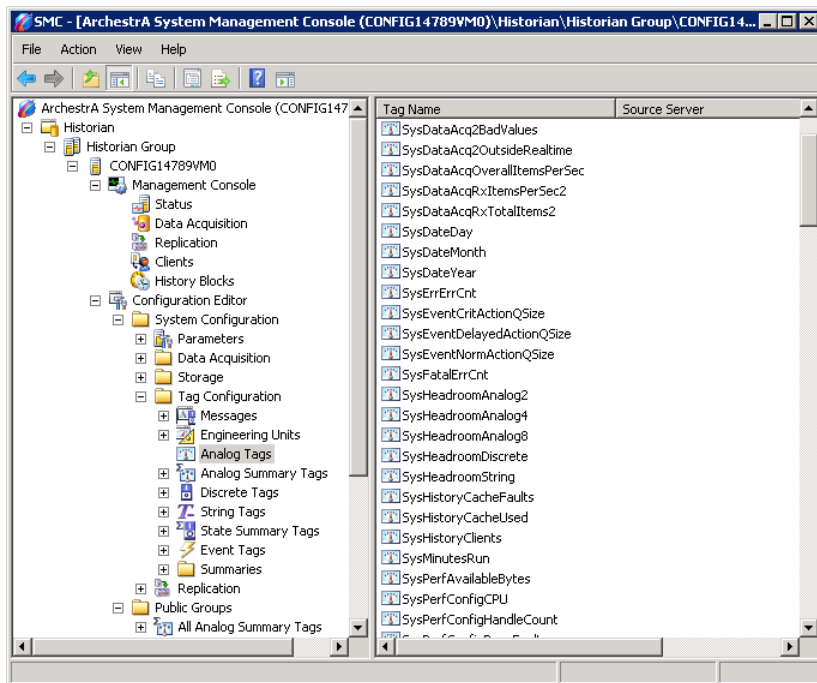 SMC - [ArchestrA System Management Console (CONFIG14789VM0)\Historian\Historian Group\CONFIG14...
File Action View Help
ArchestrA System Management Console (CONFIG147
Historian
Historian Group
CONFIG14789VM0
Management Console
Status
Data Acquisition
Replication
Clients
History Blocks
Configuration Editor
System Configuration
Parameters
Data Acquisition
Storage
Tag Configuration
Messages
Engineering Units
Analog Tags
Analog Summary Tags
Discrete Tags
String Tags
State Summary Tags
Event Tags
Summaries
Replication
Public Groups
All Analog Summary Tags
Tag Name Source Server
SysDataAcq2BadValues
SysDataAcq2OutsideRealtime
SysDataAcqOverallItemsPerSec
SysDataAcqRxItemsPerSec2
SysDataAcqRxTotalItems2
SysDateDay
SysDateMonth
SysDateYear
SysErrErrCnt
SysEventCritActionQSize
SysEventDelayedActionQSize
SysEventNormActionQSize
SysFatalErrCnt
SysHeadroomAnalog2
SysHeadroomAnalog4
SysHeadroomAnalog8
SysHeadroomDiscrete
SysHeadroomString
SysHistoryCacheFaults
SysHistoryCacheUsed
SysHistoryClients
SysMinutesRun
SysPerfAvailableBytes
SysPerfConfigCPU
SysPerfConfigHandleCount